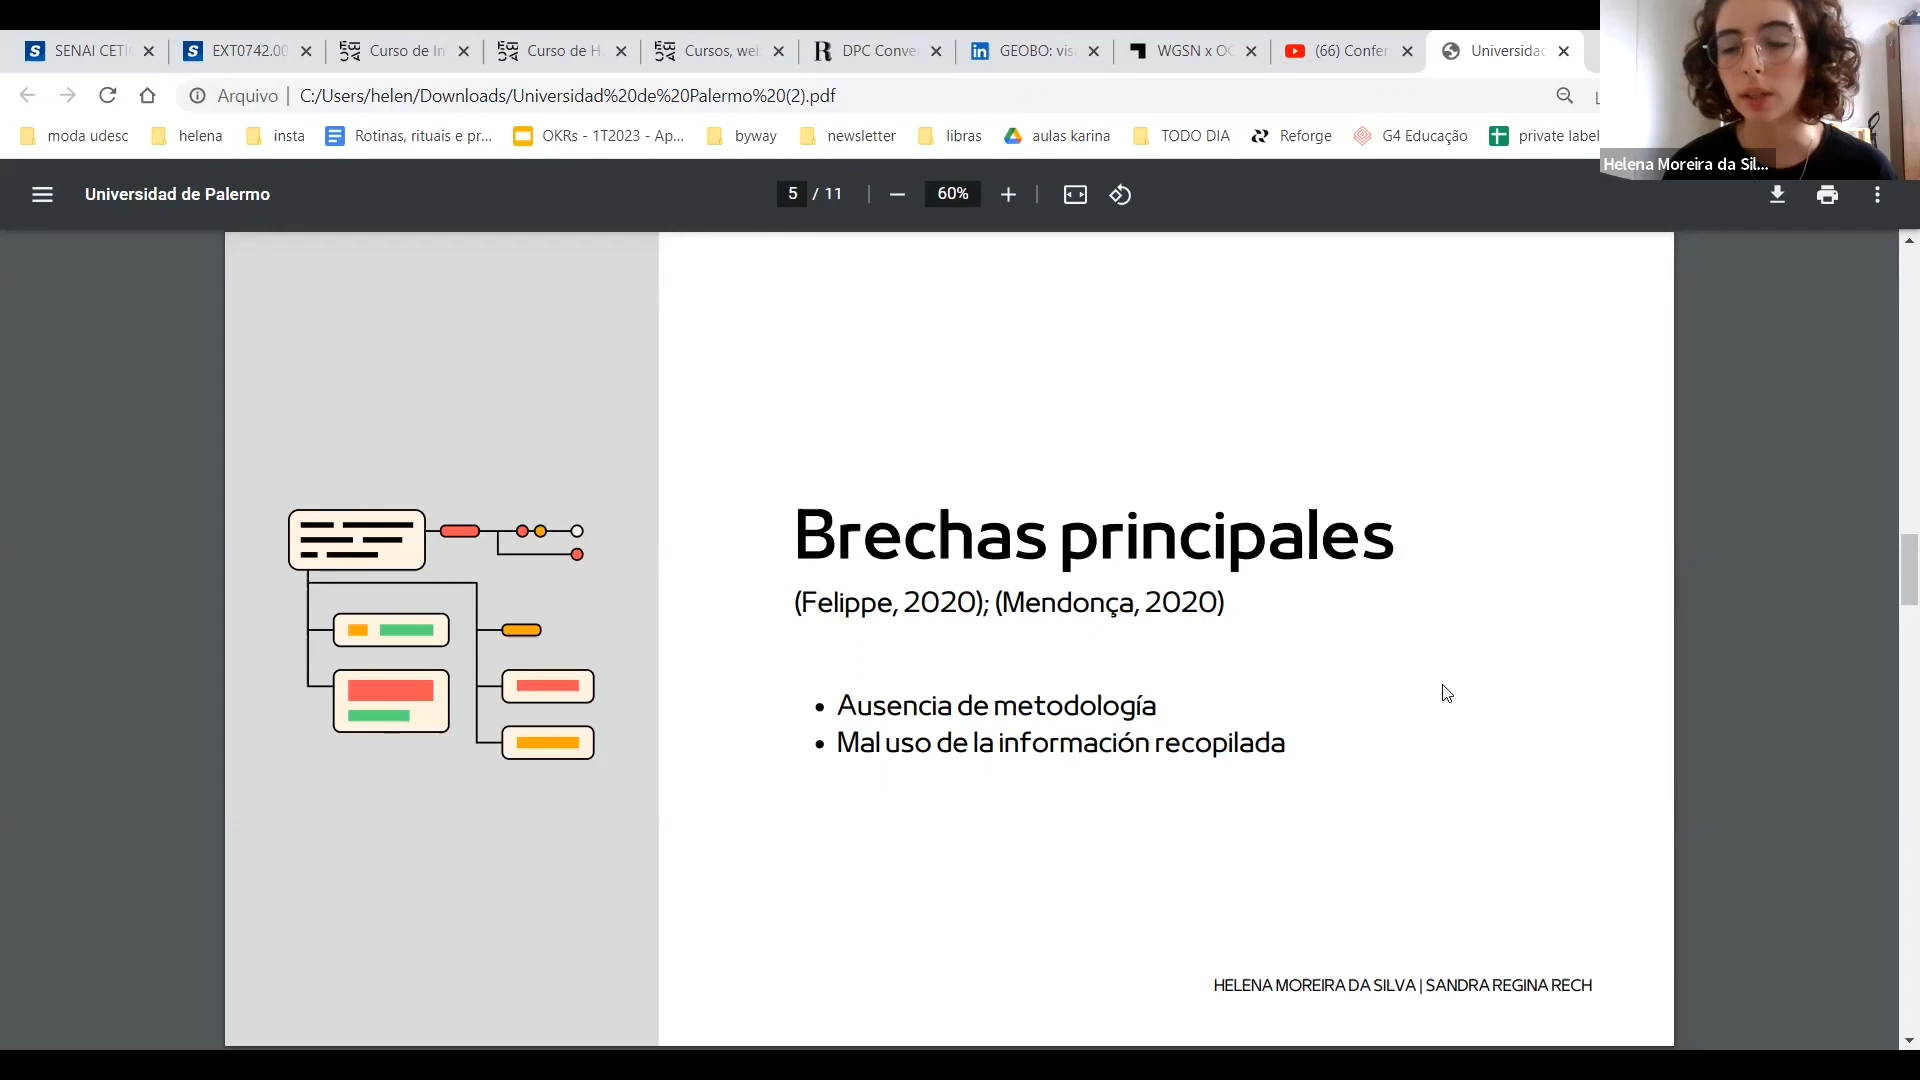 SENAI CETI
EXT0742.00
Curso de In
Curso de H
Cursos, we
DPC Conve
GEOBO: vis
WGSN x O
(66) Confer
Universidad
Arquivo
C:/Users/helen/Downloads/Universidad%20de%20Palermo%20(2).pdf
moda udesc
helena
insta
Rotinas, rituais e pr...
OKRs - 1T2023 - Ap...
byway
newsletter
libras
aulas karina
TODO DIA
Reforge
G4 Educação
private label
Helena Moreira da Sil...
Universidad de Palermo
5 / 11
60%
Brechas principales
(Felippe, 2020); (Mendonça, 2020)
• Ausencia de metodología
• Mal uso de la información recopilada
HELENA MOREIRA DA SILVA | SANDRA REGINA RECH